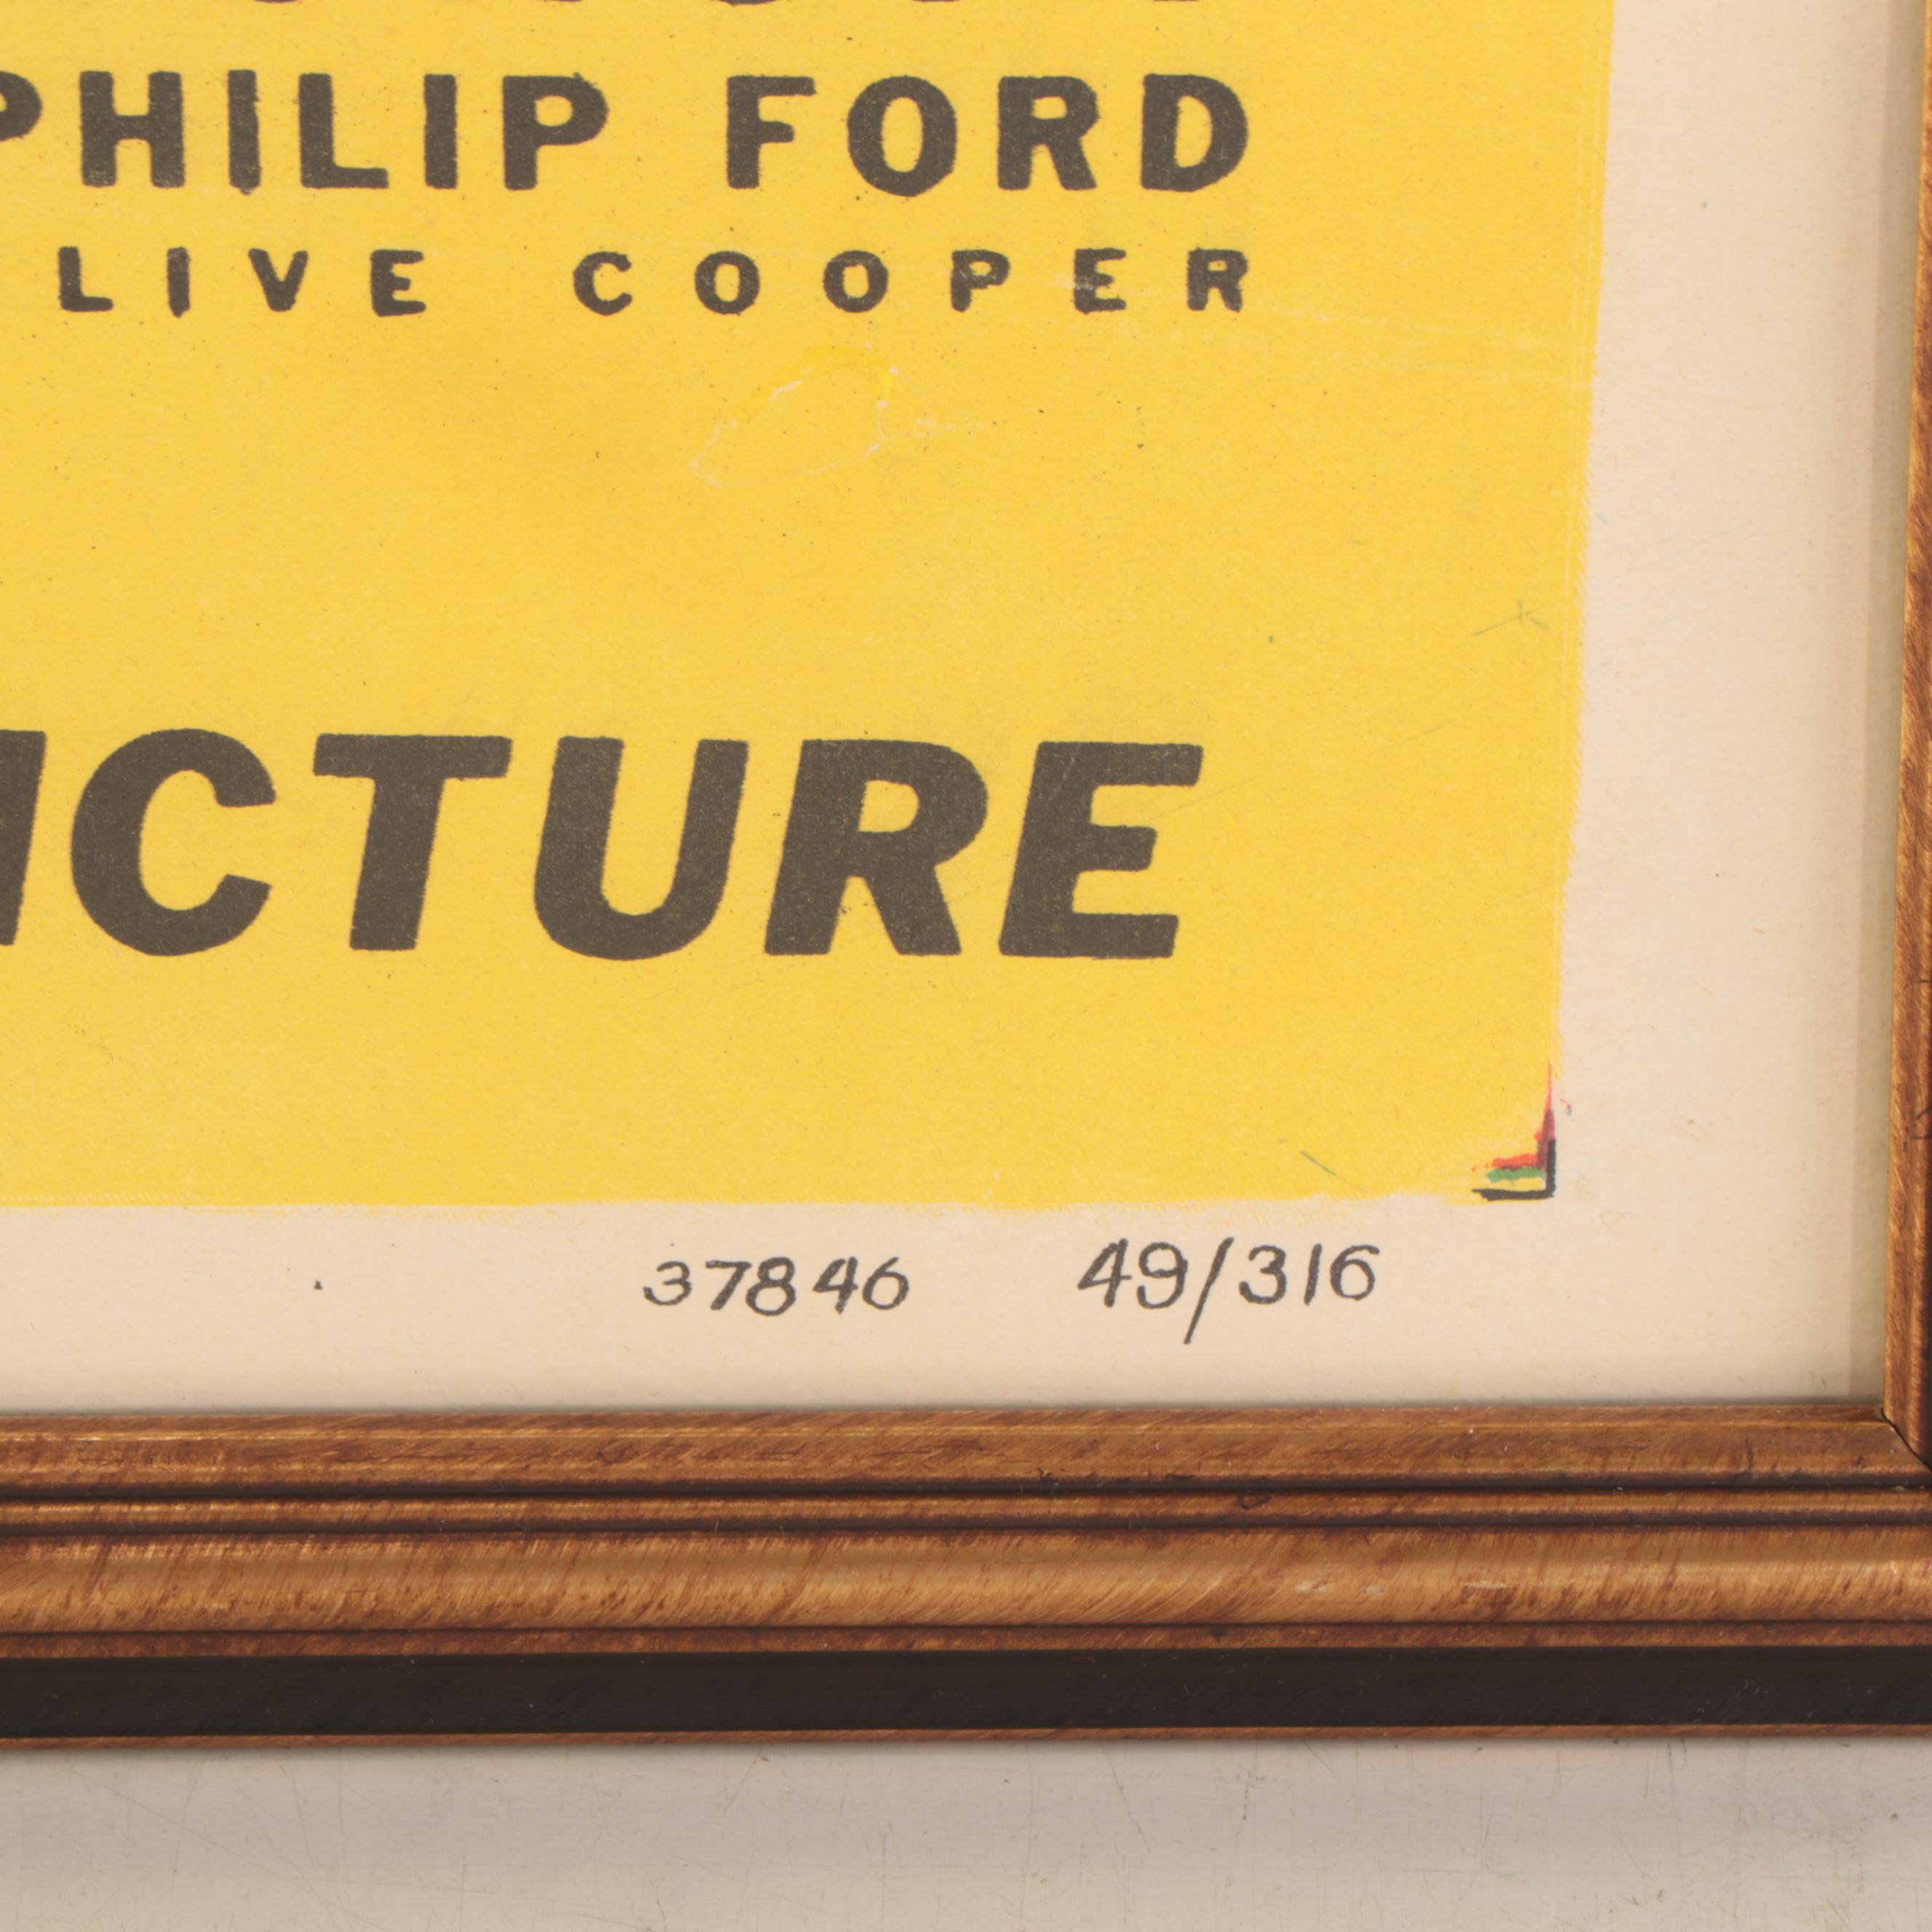 PHILIP FORD
LIVE COOPER
ICTURE
37846 49/316